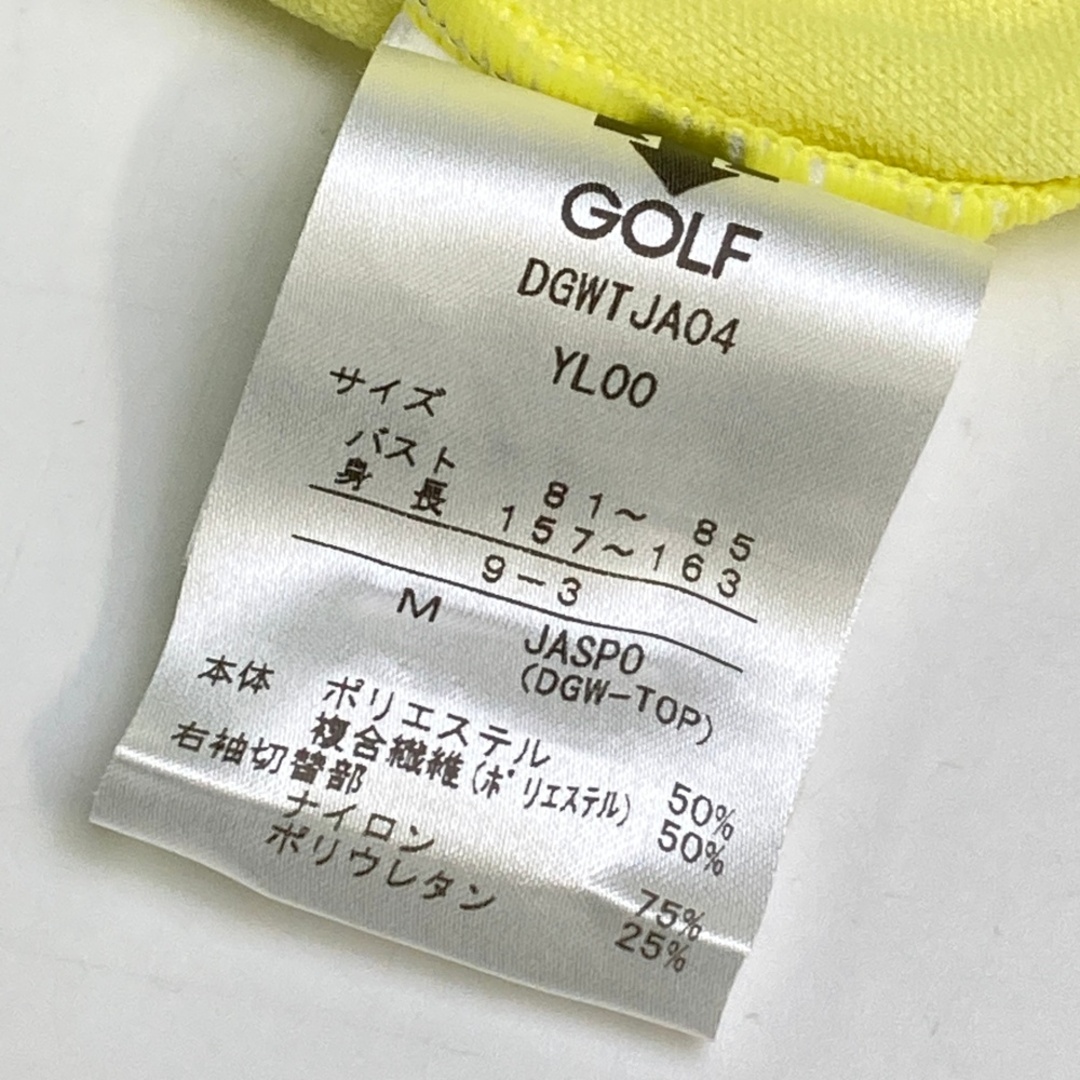 GOLF
DGWTJA04
YL00
サイズ
バスト 81~ 85
身 長 157~163
9-3
M JASPO
(DGW-TOP)
本体 ポリエステル 50%
複合繊維(ポリエステル) 50%
右袖切替部
ナイロン 75%
ポリウレタン 25%